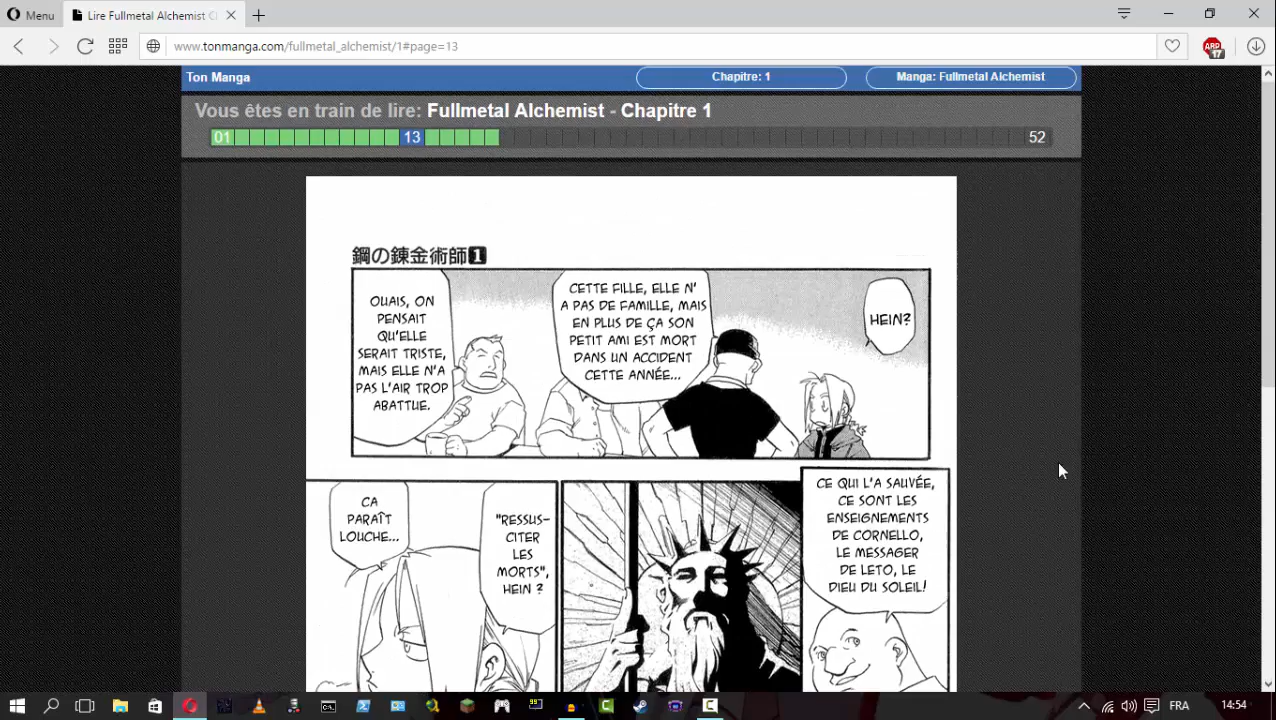 Menu
Lire Fullmetal Alchemist C
www.tonmanga.com/fullmetal_alchemist/1#page=13
17
Ton Manga
Chapitre: 1
Manga: Fullmetal Alchemist
Vous êtes en train de lire: Fullmetal Alchemist - Chapitre 1
01
13
52
鋼の錬金術師1
HEIN?
CETTE FILLE, ELLE N'
A PAS DE FAMILLE, MAIS
EN PLUS DE ÇA SON
PETIT AMI EST MORT
DANS UN ACCIDENT
CETTE ANNÉE...
OUAIS, ON
PENSAIT
QU'ELLE
SERAIT TRISTE,
MAIS ELLE N'A
PAS L'AIR TROP
ABATTUE.
CE QUI L'A SAUVÉE,
CE SONT LES
ENSEIGNEMENTS
DE CORNELLO,
LE MESSAGER
DE LETO, LE
DIEU DU SOLEIL!
"RESSUS-
CITER
LES
MORTS",
HEIN ?
CA
PARAÎT
LOUCHE...
FRA
14:54